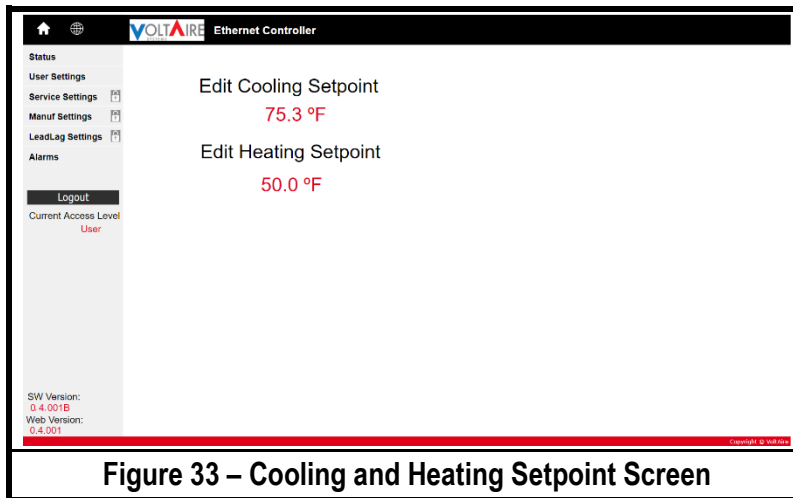 VOLTAIRE Ethernet Controller
SYSTEMS
Status
User Settings
Service Settings
Manuf Settings
LeadLag Settings
Alarms
Logout
Current Access Level
User
Edit Cooling Setpoint
75.3 ºF
Edit Heating Setpoint
50.0 ºF
SW Version:
0.4.001B
Web Version:
0.4.001
Copyright @ VoltAire
Figure 33 – Cooling and Heating Setpoint Screen